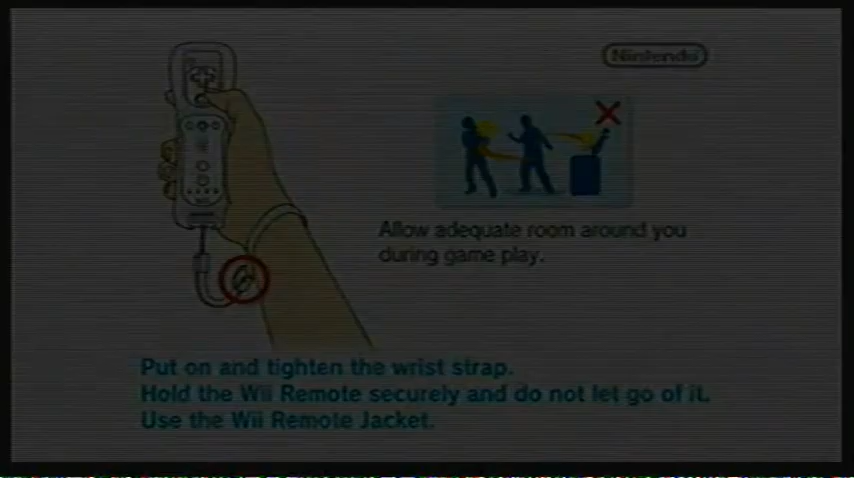 Nintendo
Allow adequate room around you
during game play.
Put on and tighten the wrist strap.
Hold the Wii Remote securely and do not let go of it.
Use the Wii Remote Jacket.